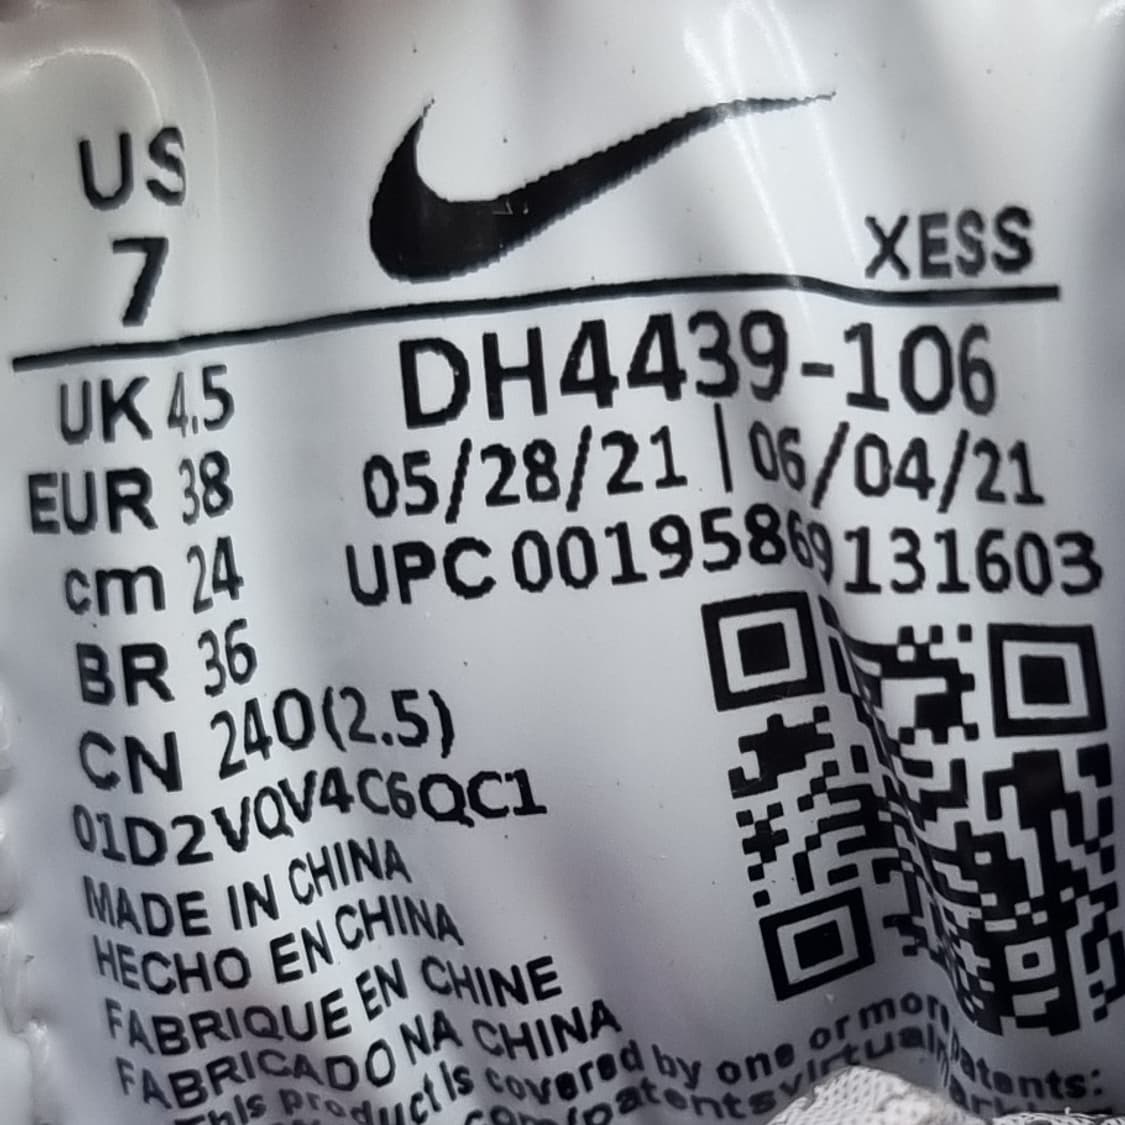 US
7
XESS
UK 4.5
EUR 38
cm 24
BR 36
CN 240(2.5)
DH4439-106
05/28/21 | 06/04/21
UPC 00195869131603
01D2VQV4C6QC1
MADE IN CHINA
HECHO EN CHINA
FABRIQUE EN CHINE
FABRICADO NA CHINA
This product is covered by one or more patents: